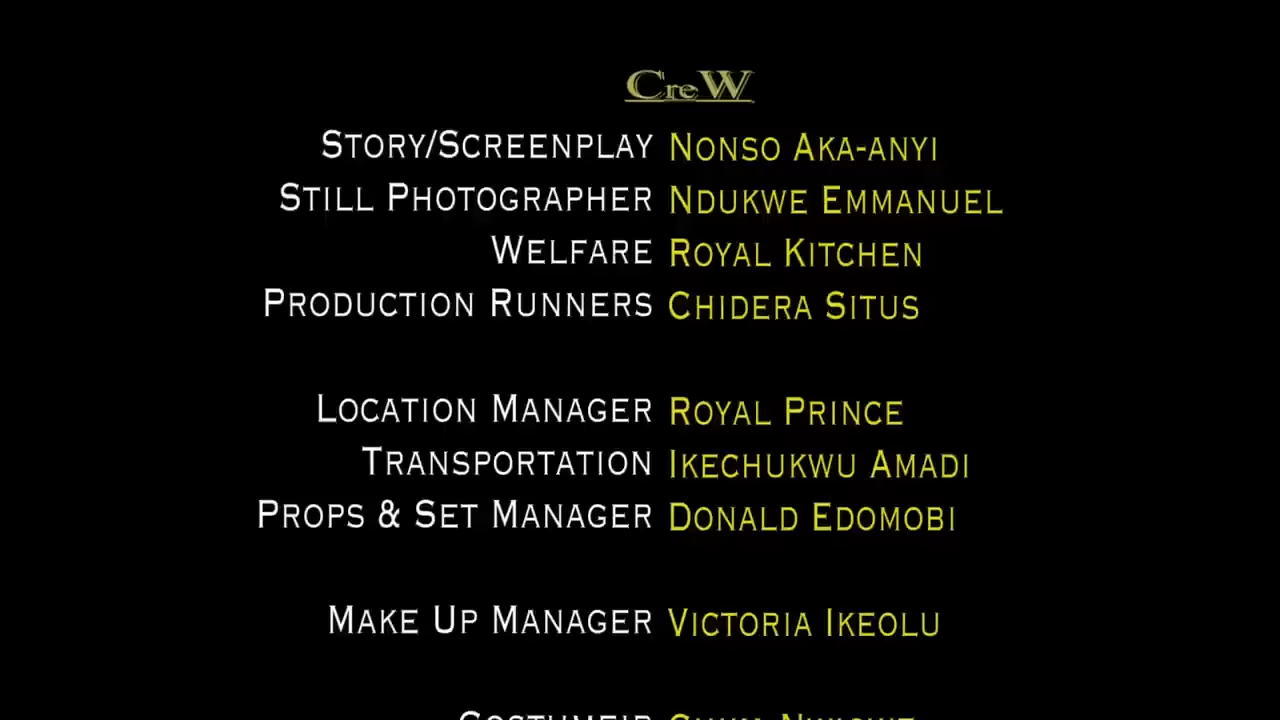 CreW
Story/Screenplay Nonso Aka-anyi
Still Photographer Ndukwe Emmanuel
Welfare Royal Kitchen
Production Runners Chidera Situs
Location Manager Royal Prince
Transportation Ikechukwu Amadi
Props & Set Manager Donald Edomobi
Make Up Manager Victoria Ikeolu